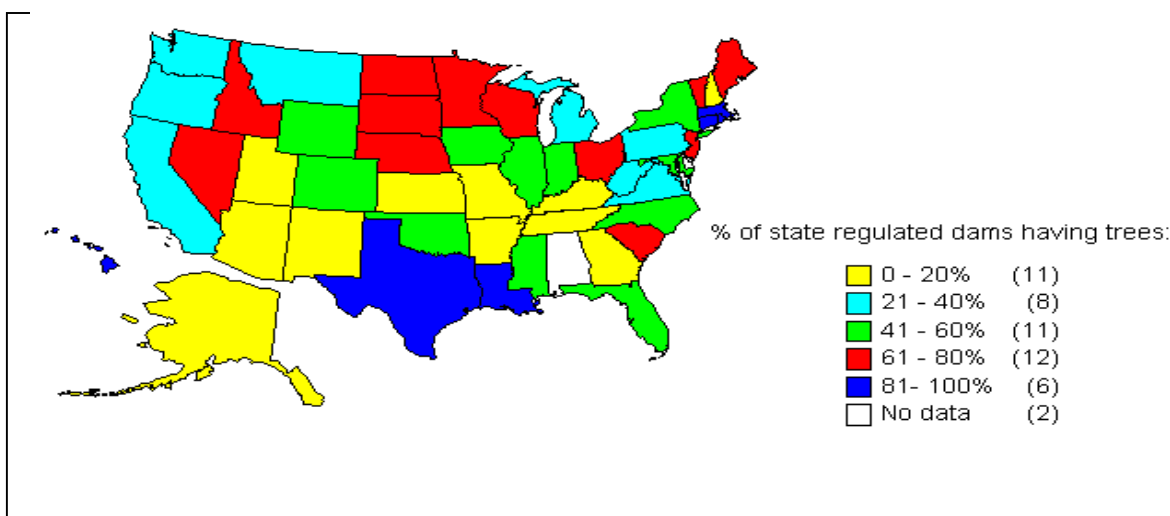 % of state regulated dams having trees:
0 - 20% (11)
21 - 40% (8)
41 - 60% (11)
61 - 80% (12)
81- 100% (6)
No data (2)